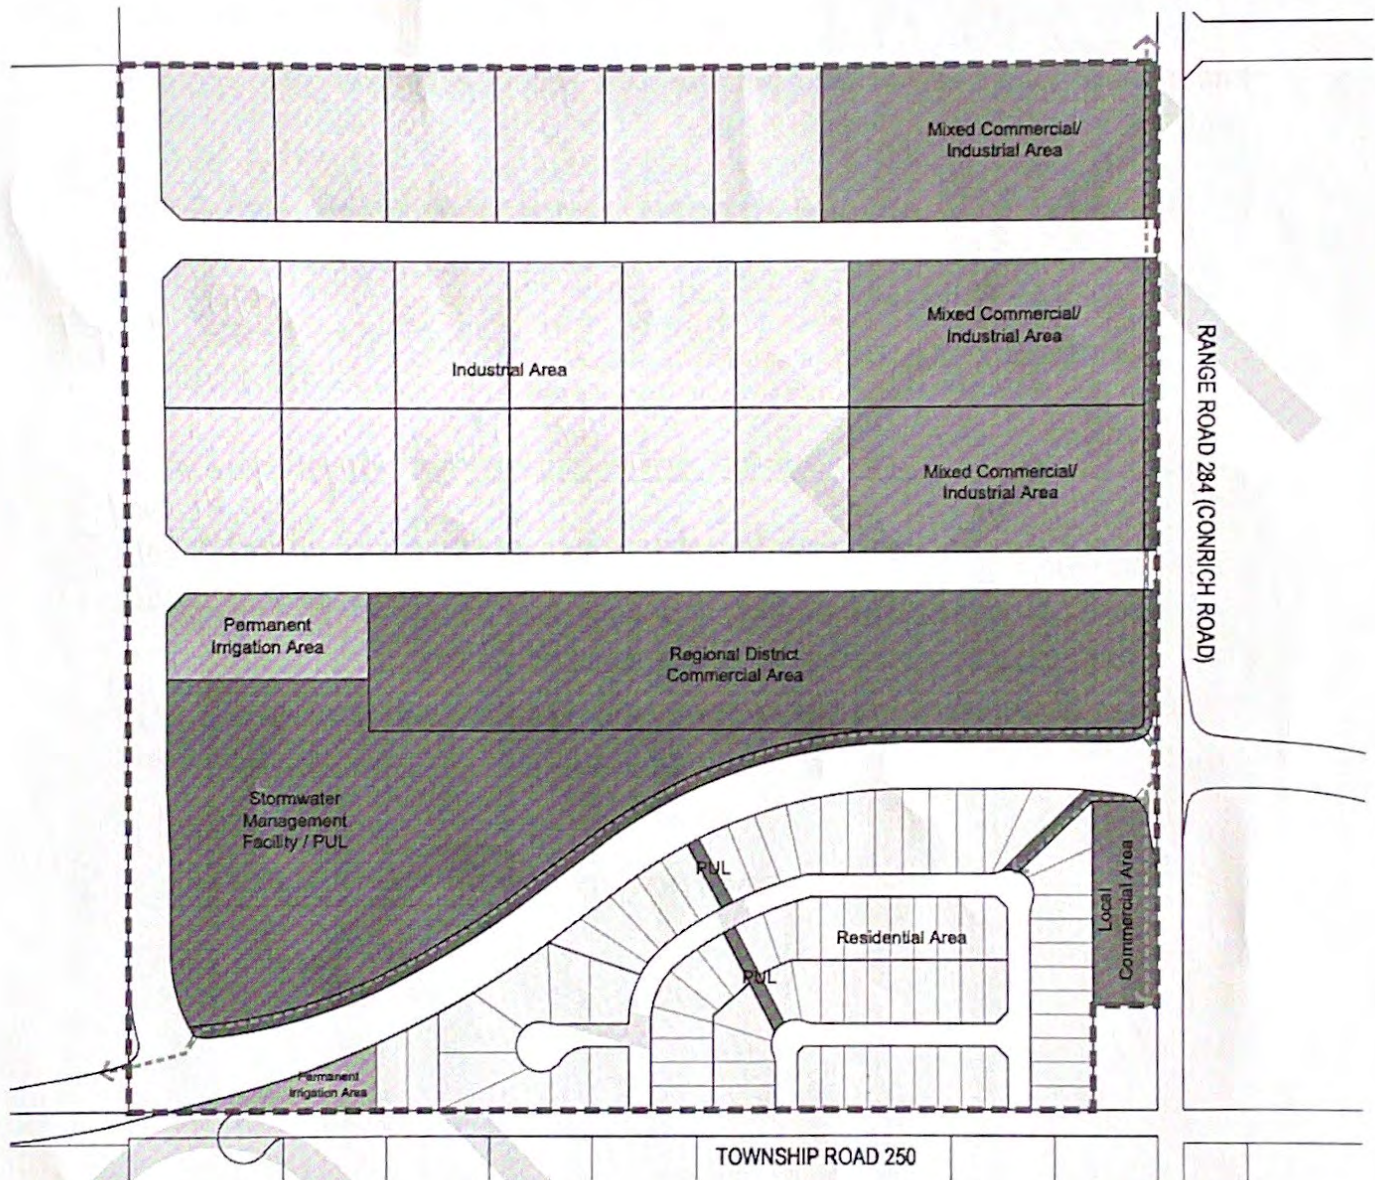 Mixed Commercial/
Industrial Area
Mixed Commercial/
Industrial Area
Industrial Area
Mixed Commercial/
Industrial Area
RANGE ROAD 284 (CONRICH ROAD)
Permanent
Irrigation Area
Regional District
Commercial Area
Stormwater
Management
Facility / PUL
PUL
Local
Commercial Area
Residential Area
PUL
Permanent
Irrigation Area
TOWNSHIP ROAD 250